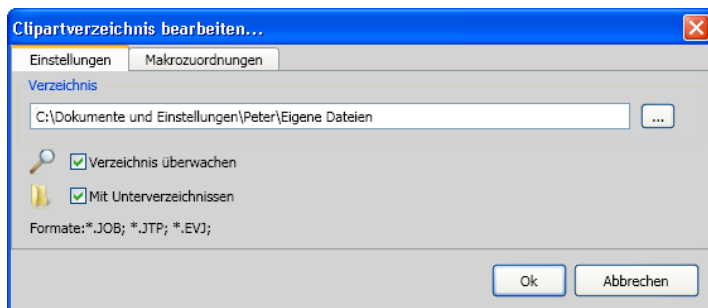 Clipartverzeichnis bearbeiten...
Einstellungen Makrozuordnungen
Verzeichnis
C:\Dokumente und Einstellungen\Peter\Eigene Dateien ...
Verzeichnis überwachen
Mit Unterverzeichnissen
Formate:*.JOB; *.JTP; *.EVJ;
Ok Abbrechen